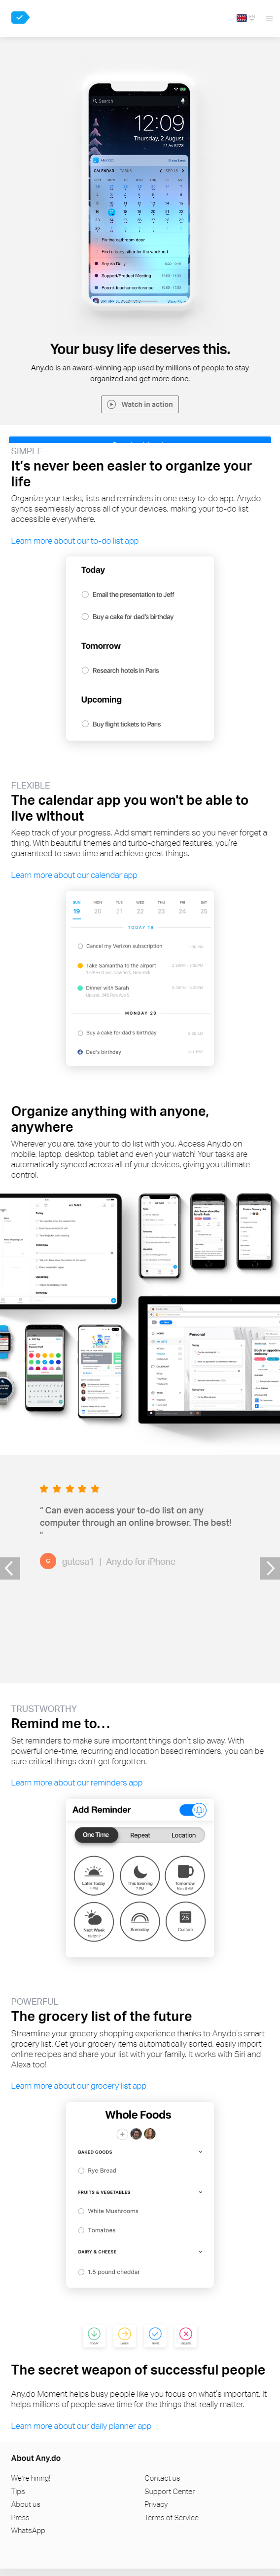 Search
12:09
Thursday, 2 August
ANY.DO
Show Less
CALENDAR
TODAY
Fix the front door
Find a baby sitter for the weekend
Any.do Daily
Support/Product Meeting
Your busy life deserves this.
Any.do is an award-winning app used by millions of people to stay
organized and get more done.
Watch in action
SIMPLE
It's never been easier to organize your
life
Organize your tasks, lists and reminders in one easy to-do app. Any.do
syncs seamlessly across all of your devices, making your to-do list
accessible everywhere.
Learn more about our to-do list app
Today
Email the presentation to Jeff
Buy a cake for dad's birthday
Tomorrow
Research hotels in Paris
Upcoming
Buy flight tickets to Paris
FLEXIBLE
The calendar app you won't be able to
live without
Keep track of your progress. Add smart reminders so you never forget a
thing. With beautiful themes and turbo-charged features, you're
guaranteed to save time and achieve great things.
Learn more about our calendar app
SUN MON TUE WED THU FRI SAT
19 20 21 22 23 24 25
TODAY 19
Cancel my Verizon subscription
Take Samantha to the airport
Dinner with Sarah
MONDAY 20
Buy a cake for dad's birthday
Dad's birthday
Organize anything with anyone,
anywhere
Wherever you are, take your to do list with you. Access Any.do on
mobile, laptop, desktop, tablet and even your watch! Your tasks are
automatically synced across all of your devices, giving you ultimate
control.
Personal
“ Can even access your to-do list on any
computer through an online browser. The best!
”
G gutesa1 | Any.do for iPhone
TRUSTWORTHY
Remind me to…
Set reminders to make sure important things don't slip away. With
powerful one-time, recurring and location based reminders, you can be
sure critical things don't get forgotten.
Learn more about our reminders app
Add Reminder
One Time Repeat Location
Later Today This Evening Tomorrow
Next Week Someday Custom
POWERFUL
The grocery list of the future
Streamline your grocery shopping experience thanks to Any.do's smart
grocery list. Get your grocery items automatically sorted, easily import
online recipes and share your list with your family. It works with Siri and
Alexa too!
Learn more about our grocery list app
Whole Foods
BAKED GOODS
Rye Bread
FRUITS & VEGETABLES
White Mushrooms
Tomatoes
DAIRY & CHEESE
1.5 pound cheddar
The secret weapon of successful people
Any.do Moment helps busy people like you focus on what's important. It
helps millions of people save time for the things that really matter.
Learn more about our daily planner app
About Any.do
We're hiring!
Tips
About us
Press
WhatsApp
Contact us
Support Center
Privacy
Terms of Service